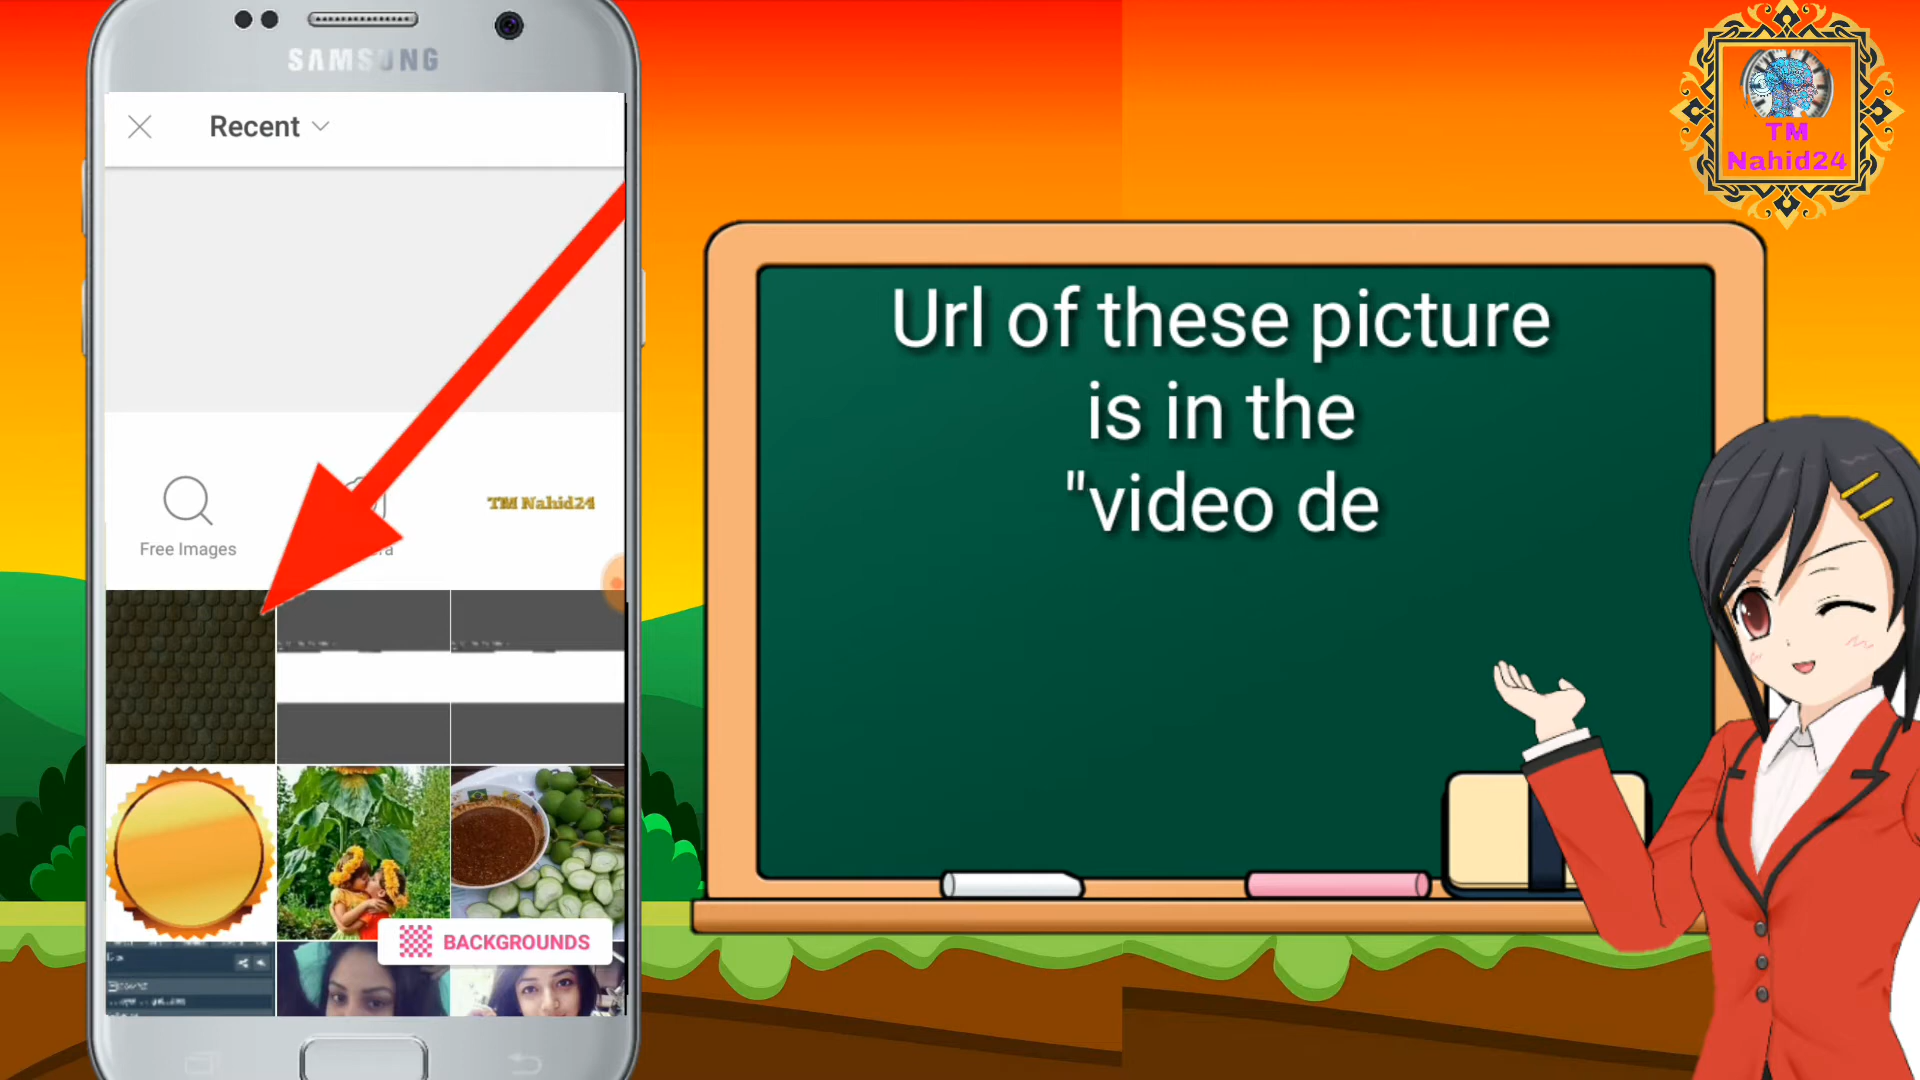 SAMSUNG
Recent
Free Images
TM Nahid24
BACKGROUNDS
Url of these picture
is in the
"video de
TM
Nahid24